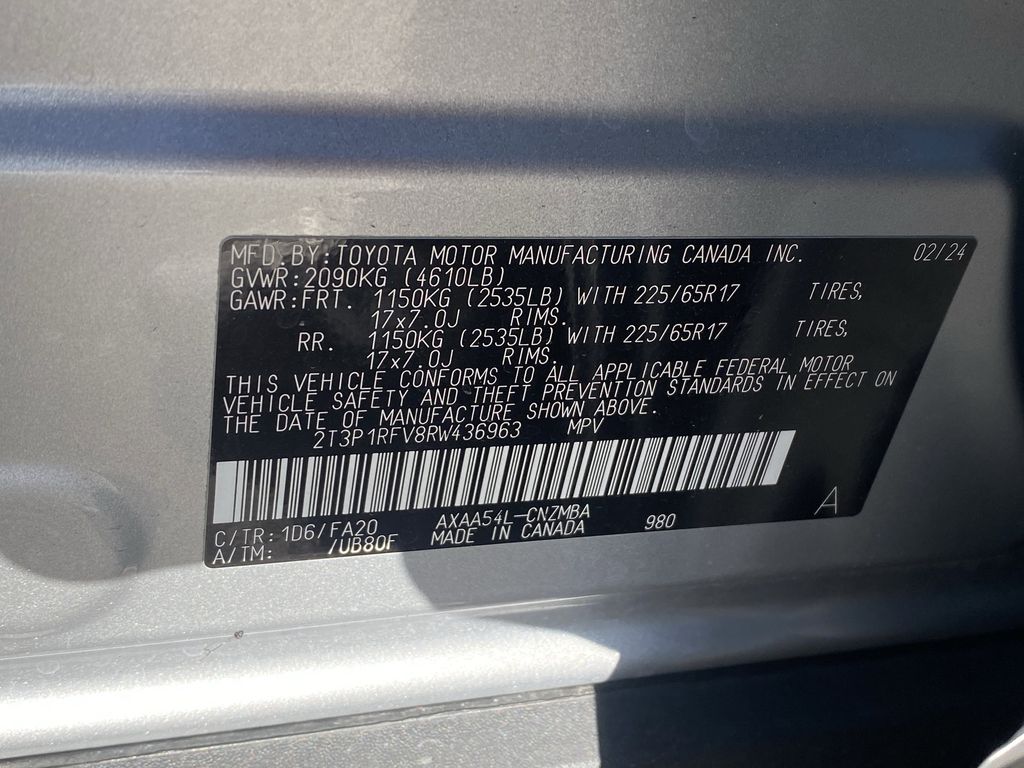 MFD.BY:TOYOTA MOTOR MANUFACTURING CANADA INC. 02/24
GVWR:2090KG (4610LB)
GAWR:FRT. 1150KG (2535LB) WITH 225/65R17 TIRES,
17x7.0J RIMS.
RR. 1150KG (2535LB) WITH 225/65R17 TIRES,
17x7.0J RIMS.
THIS VEHICLE CONFORMS TO ALL APPLICABLE FEDERAL MOTOR
VEHICLE SAFETY AND THEFT PREVENTION STANDARDS IN EFFECT ON
THE DATE OF MANUFACTURE SHOWN ABOVE.
2T3P1RFV8RW436963 MPV
C/TR:1D6/FA20 AXAA54L-CNZMBA 980 A
A/TM: /UB80F MADE IN CANADA